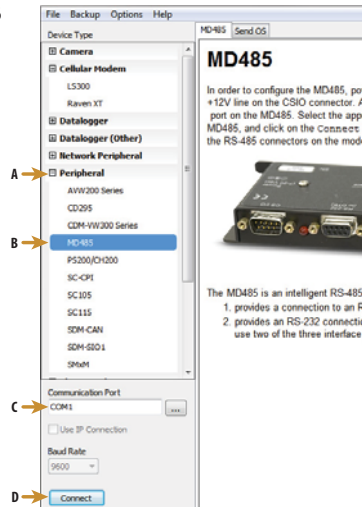 File Backup Options Help
Device Type
Camera
Cellular Modem
LS300
Raven XT
Datalogger
Datalogger (Other)
Network Peripheral
A
Peripheral
AVW200 Series
CD295
CDM-VW300 Series
B
MD485
PS200/CH200
SC-CPI
SC105
SC115
SDM-CAN
SDM-SIO1
SMxM
Communication Port
C
COM1
...
Use IP Connection
Baud Rate
9600
D
Connect
MD485 Send OS
MD485
In order to configure the MD485, po
+12V line on the CSIO connector. A
port on the MD485. Select the app
MD485, and click on the Connect
the RS-485 connectors on the mod
The MD485 is an intelligent RS-485
1. provides a connection to an R
2. provides an RS-232 connecti
use two of the three interface